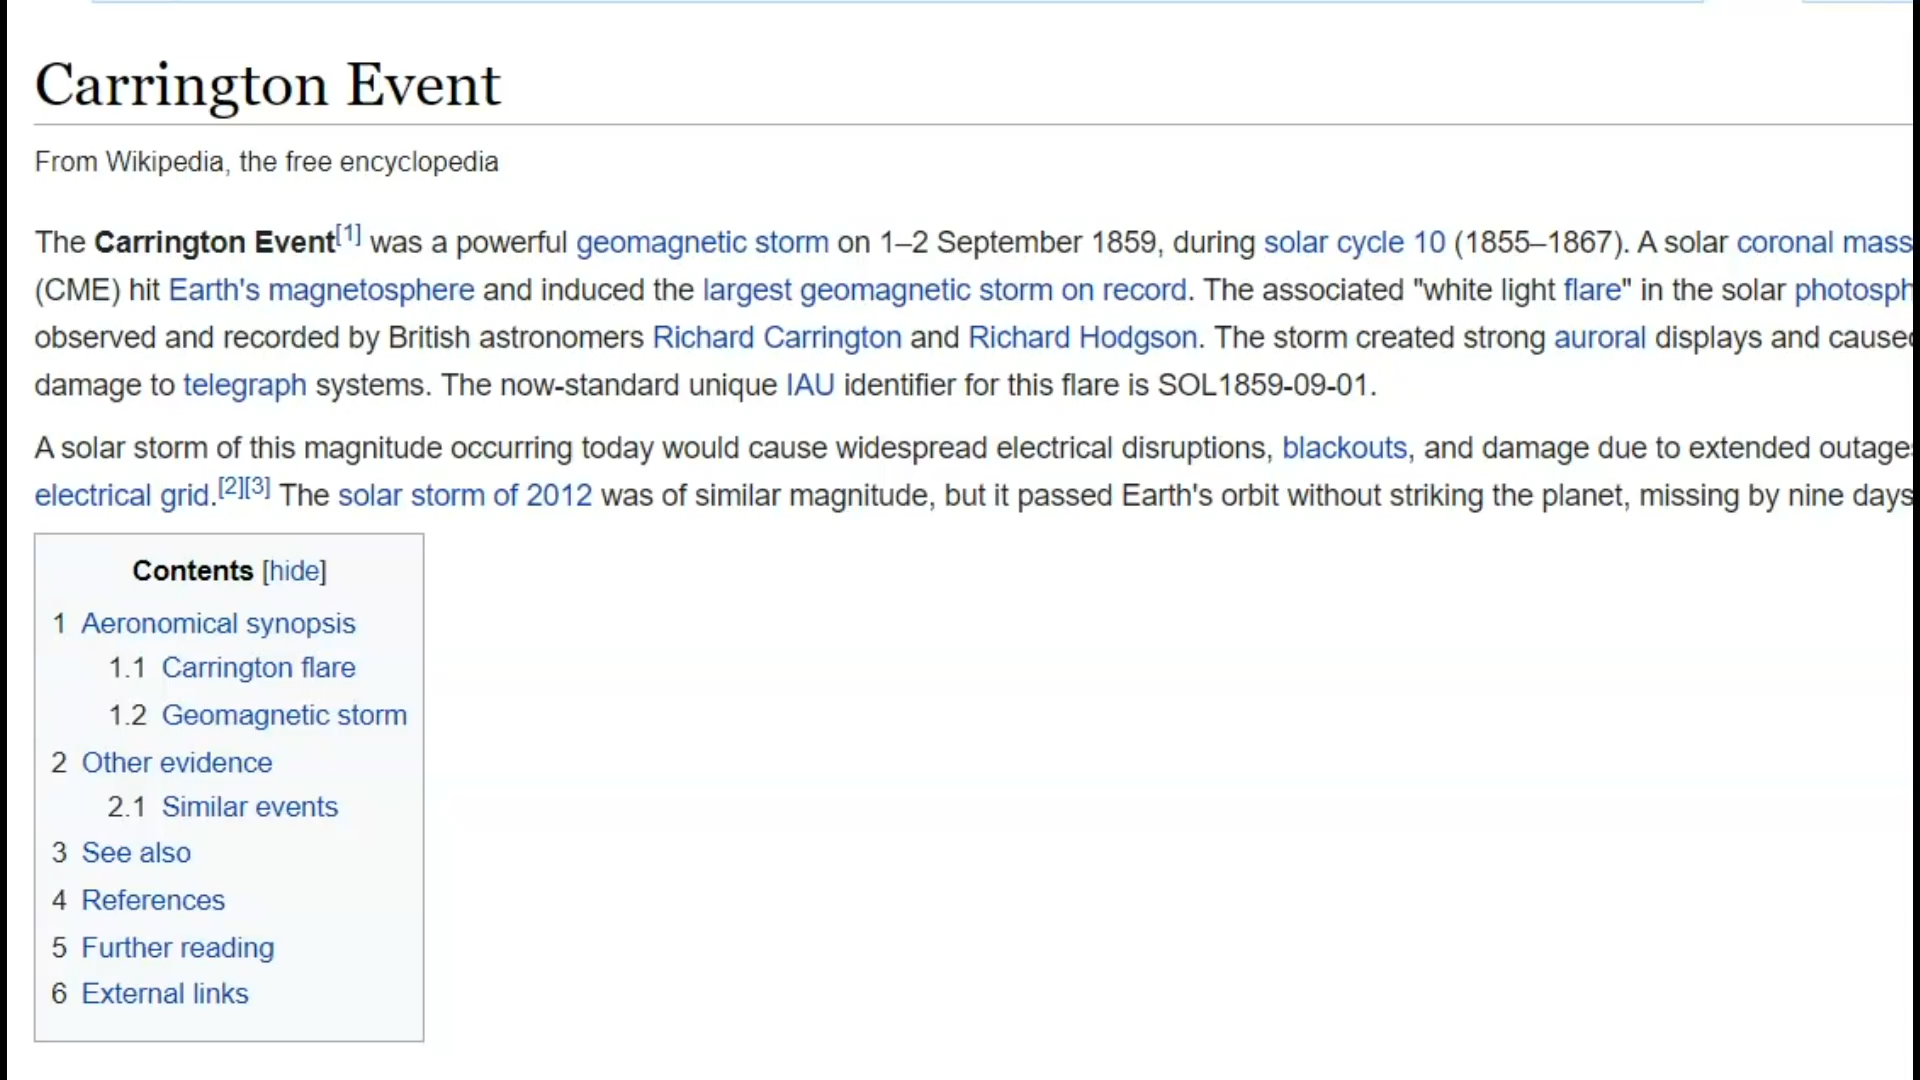 Carrington Event
From Wikipedia, the free encyclopedia
The Carrington Event[1] was a powerful geomagnetic storm on 1–2 September 1859, during solar cycle 10 (1855–1867). A solar coronal mass
(CME) hit Earth's magnetosphere and induced the largest geomagnetic storm on record. The associated "white light flare" in the solar photosph
observed and recorded by British astronomers Richard Carrington and Richard Hodgson. The storm created strong auroral displays and cause
damage to telegraph systems. The now-standard unique IAU identifier for this flare is SOL1859-09-01.
A solar storm of this magnitude occurring today would cause widespread electrical disruptions, blackouts, and damage due to extended outage
electrical grid.[2][3] The solar storm of 2012 was of similar magnitude, but it passed Earth's orbit without striking the planet, missing by nine days
Contents [hide]
1 Aeronomical synopsis
1.1 Carrington flare
1.2 Geomagnetic storm
2 Other evidence
2.1 Similar events
3 See also
4 References
5 Further reading
6 External links